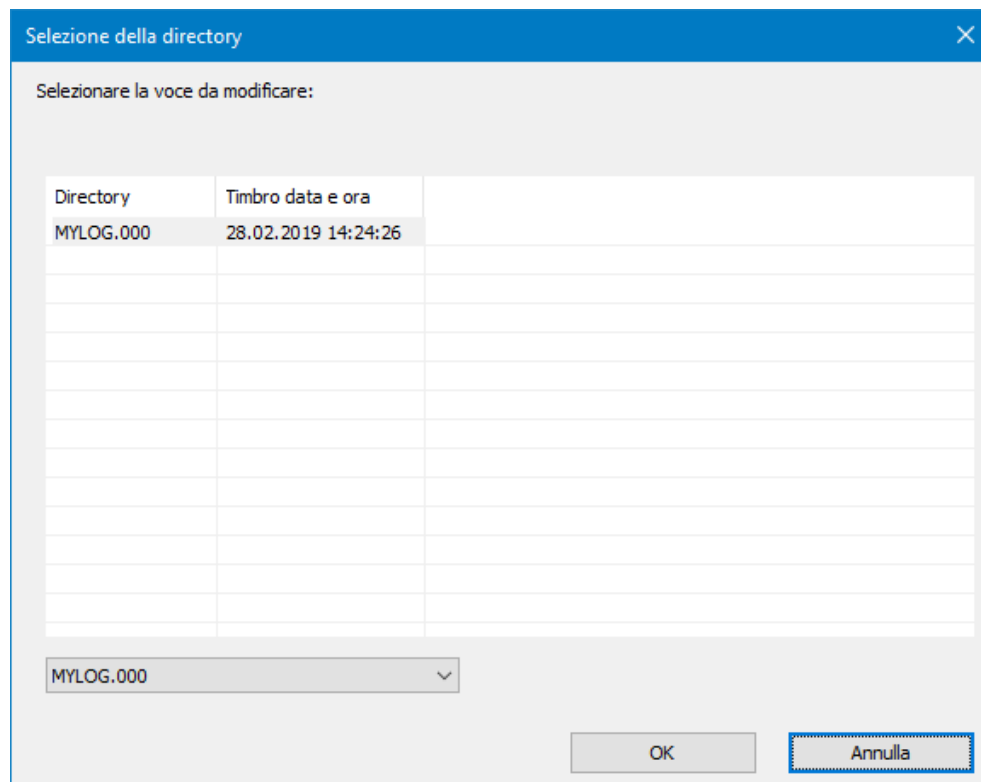 Selezione della directory
Selezionare la voce da modificare:
Directory Timbro data e ora
MYLOG.000 28.02.2019 14:24:26
MYLOG.000
OK Annulla